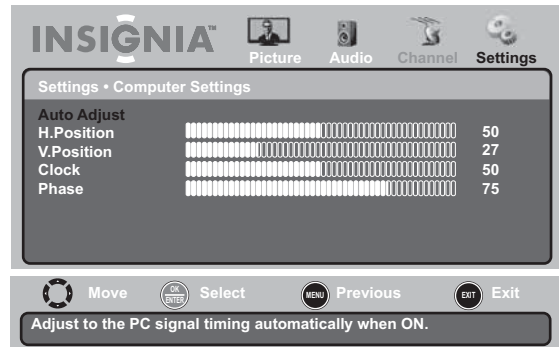 INSIGNIA™
Picture Audio Channel Settings
Settings • Computer Settings
Auto Adjust
H.Position 50
V.Position 27
Clock 50
Phase 75
Move OK ENTER Select MENU Previous EXIT Exit
Adjust to the PC signal timing automatically when ON.